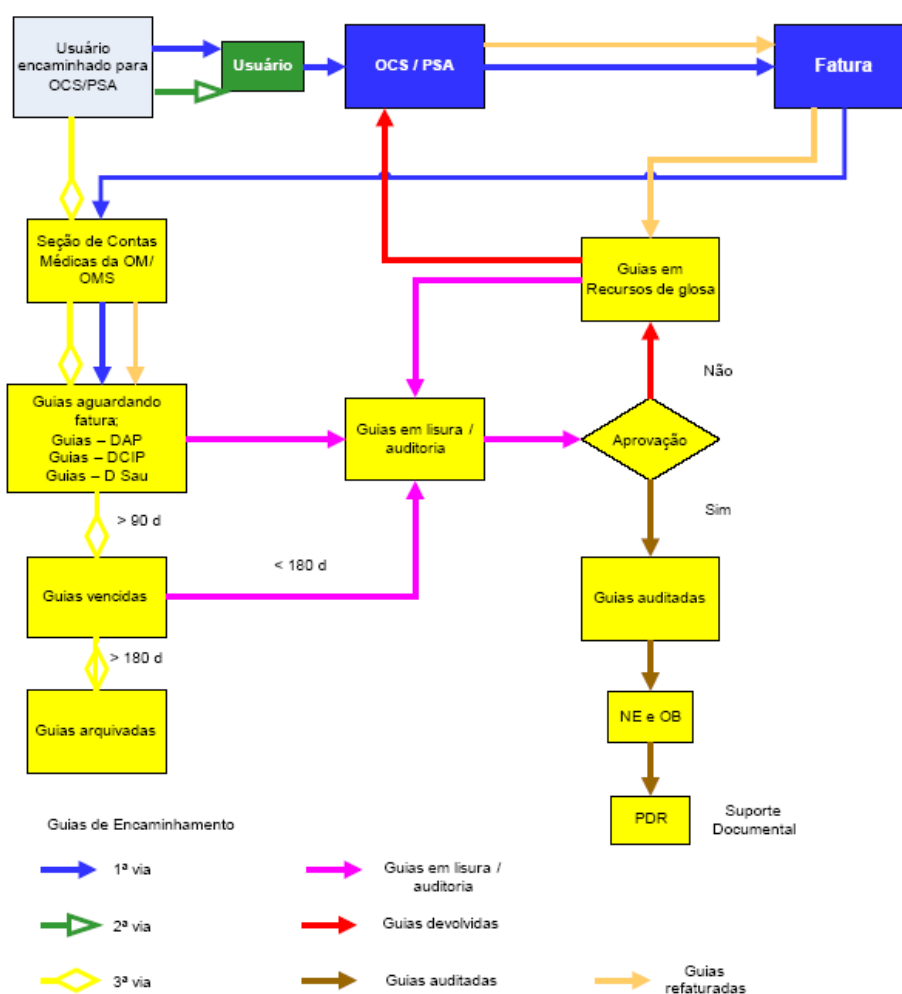 Usuário
encaminhado para
OCS/PSA
Usuário
OCS / PSA
Fatura
Seção de Contas
Médicas da OM/
OMS
Guias em
Recursos de glosa
Não
Guias aguardando
fatura;
Guias – DAP
Guias – DCIP
Guias – D Sau
Guias em lisura /
auditoria
Aprovação
Sim
> 90 d
< 180 d
Guias vencidas
Guias auditadas
> 180 d
Guias arquivadas
NE e OB
PDR
Suporte
Documental
Guias de Encaminhamento
1ª via
Guias em lisura /
auditoria
2ª via
Guias devolvidas
3ª via
Guias auditadas
Guias
refaturadas